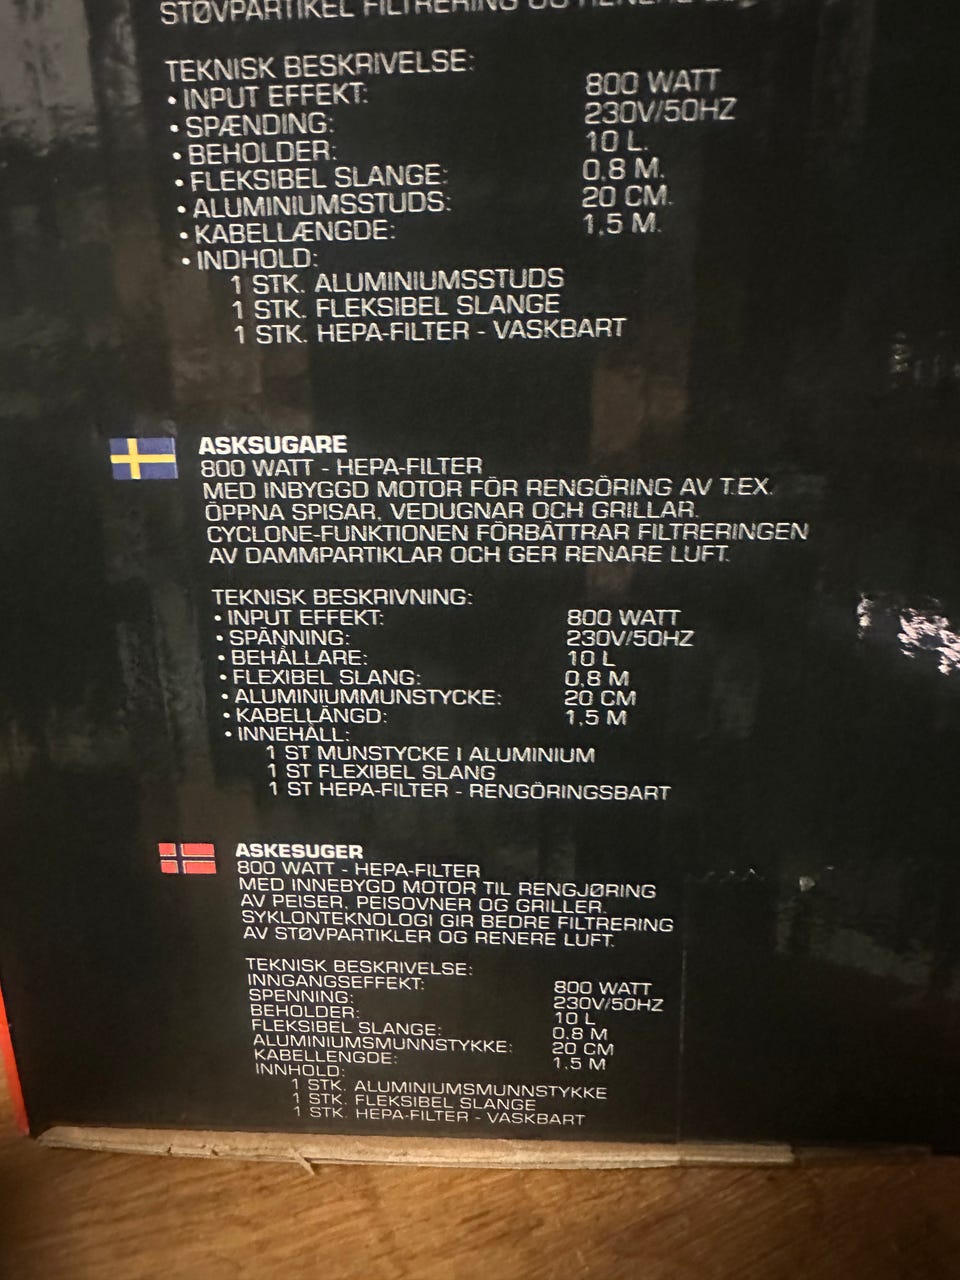 STØVPARTIKEL FILTRERING OG RENERE
TEKNISK BESKRIVELSE:
• INPUT EFFEKT: 800 WATT
• SPÆNDING: 230V/50HZ
• BEHOLDER: 10 L.
• FLEKSIBEL SLANGE: 0,8 M.
• ALUMINIUMSSTUDS: 20 CM.
• KABELLÆNGDE: 1,5 M.
• INDHOLD:
1 STK. ALUMINIUMSSTUDS
1 STK. FLEKSIBEL SLANGE
1 STK. HEPA-FILTER - VASKBART
ASKSUGARE
800 WATT - HEPA-FILTER
MED INBYGGD MOTOR FÖR RENGÖRING AV T.EX.
ÖPPNA SPISAR, VEDUGNAR OCH GRILLAR.
CYCLONE-FUNKTIONEN FÖRBÄTTRAR FILTRERINGEN
AV DAMMPARTIKLAR OCH GER RENARE LUFT.
TEKNISK BESKRIVNING:
• INPUT EFFEKT: 800 WATT
• SPÄNNING: 230V/50HZ
• BEHÅLLARE: 10 L
• FLEXIBEL SLANG: 0,8 M
• ALUMINIUMMUNSTYCKE: 20 CM
• KABELLÄNGD: 1,5 M
• INNEHÅLL:
1 ST MUNSTYCKE I ALUMINIUM
1 ST FLEXIBEL SLANG
1 ST HEPA-FILTER - RENGÖRINGSBART
ASKESUGER
800 WATT - HEPA-FILTER
MED INNEBYGD MOTOR TIL RENGJØRING
AV PEISER, PEISOVNER OG GRILLER.
SYKLONTEKNOLOGI GIR BEDRE FILTRERING
AV STØVPARTIKLER OG RENERE LUFT.
TEKNISK BESKRIVELSE:
INNGANGSEFFEKT: 800 WATT
SPENNING: 230V/50HZ
BEHOLDER: 10 L
FLEKSIBEL SLANGE: 0.8 M
ALUMINIUMSMUNNSTYKKE: 20 CM
KABELLENGDE: 1.5 M
INNHOLD:
1 STK. ALUMINIUMSMUNNSTYKKE
1 STK. FLEKSIBEL SLANGE
1 STK. HEPA-FILTER - VASKBART